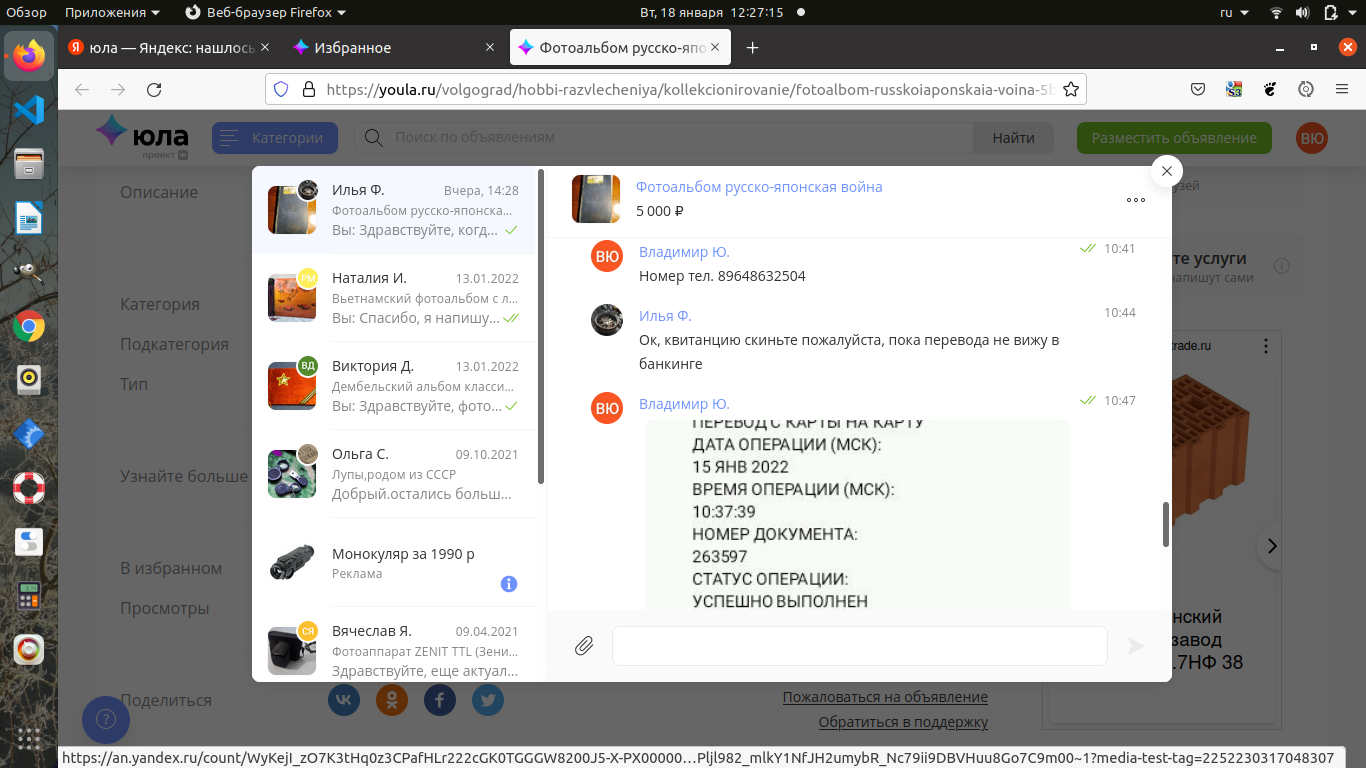 Обзор Приложения Веб-браузер Firefox Вт, 18 января 12:27:15 ru
юла — Яндекс: нашлось Избранное Фотоальбом русско-япо
https://youla.ru/volgograd/hobbi-razvlecheniya/kollekcionirovanie/fotoalbom-russkoiaponskaia-voina-5b
юла
проект
Категории
Поиск по объявлениям
Найти
Разместить объявление
ВЮ
Описание
Категория
Подкатегория
Тип
Узнайте больше
В избранном
Просмотры
Поделиться
Илья Ф. Вчера, 14:28
Фотоальбом русско-японска...
Вы: Здравствуйте, когд...
Наталия И. 13.01.2022
РМ
Вьетнамский фотоальбом с л...
Вы: Спасибо, я напишу...
Виктория Д. 13.01.2022
ВД
Дембельский альбом класси...
Вы: Здравствуйте, фото...
Ольга С. 09.10.2021
Лупы,родом из СССР
Добрый.остались больш...
Монокуляр за 1990 р
Реклама
Вячеслав Я. 09.04.2021
СЯ
Фотоаппарат ZENIT TTL (Зени...
Здравствуйте, еще актуал...
Фотоальбом русско-японская война
5 000 ₽
ВЮ
Владимир Ю. 10:41
Номер тел. 89648632504
Илья Ф. 10:44
Ок, квитанцию скиньте пожалуйста, пока перевода не вижу в
банкинге
ВЮ
Владимир Ю. 10:47
ПЕРЕВОД С КАРТЫ НА КАРТУ
ДАТА ОПЕРАЦИИ (МСК):
15 ЯНВ 2022
ВРЕМЯ ОПЕРАЦИИ (МСК):
10:37:39
НОМЕР ДОКУМЕНТА:
263597
СТАТУС ОПЕРАЦИИ:
УСПЕШНО ВЫПОЛНЕН
узей
те услуги
напишут сами
trade.ru
нский
завод
.7НФ 38
Пожаловаться на объявление
Обратиться в поддержку
https://an.yandex.ru/count/WyKejI_zO7K3tHq0z3CPafHLr222cGK0TGGGW8200J5-X-PX00000…Pljl982_mlkY1NfJH2umybR_Nc79ii9DBVHuu8Go7C9m00~1?media-test-tag=2252230317048307